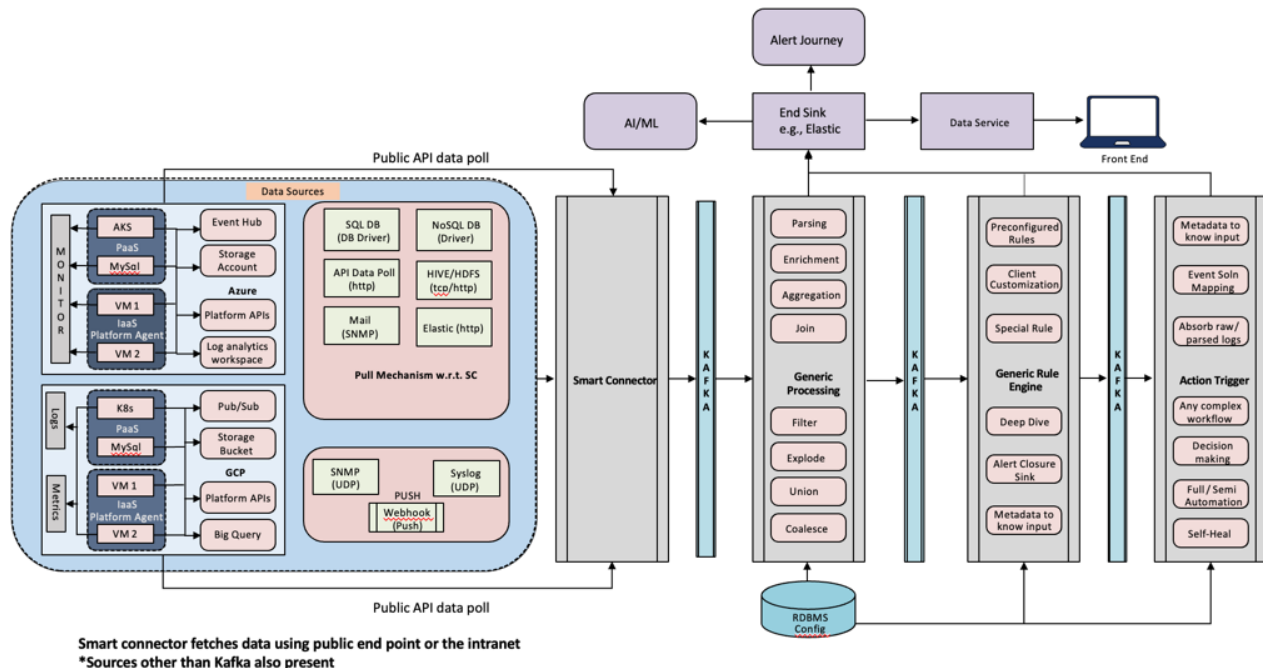 Alert Journey
AI/ML
End Sink
e.g., Elastic
Data Service
Front End
Public API data poll
Data Sources
MONITOR
AKS
PaaS
MySql
VM 1
IaaS
Platform Agent
VM 2
Event Hub
Storage
Account
Azure
Platform APIs
Log analytics
workspace
Logs
Metrics
K8s
PaaS
MySql
VM 1
IaaS
Platform Agent
VM 2
Pub/Sub
Storage
Bucket
GCP
Platform APIs
Big Query
SQL DB
(DB Driver)
NoSQL DB
(Driver)
API Data Poll
(http)
HIVE/HDFS
(tcp/http)
Mail
(SNMP)
Elastic (http)
Pull Mechanism w.r.t. SC
SNMP
(UDP)
Syslog
(UDP)
PUSH
Webhook
(Push)
Public API data poll
Smart Connector
KAFKA
Parsing
Enrichment
Aggregation
Join
Generic
Processing
Filter
Explode
Union
Coalesce
KAFKA
Preconfigured
Rules
Client
Customization
Special Rule
Generic Rule
Engine
Deep Dive
Alert Closure
Sink
Metadata to
know input
KAFKA
Metadata to
know input
Event Soln
Mapping
Absorb raw/
parsed logs
Action Trigger
Any complex
workflow
Decision
making
Full/Semi
Automation
Self-Heal
RDBMS
Config
Smart connector fetches data using public end point or the intranet
*Sources other than Kafka also present